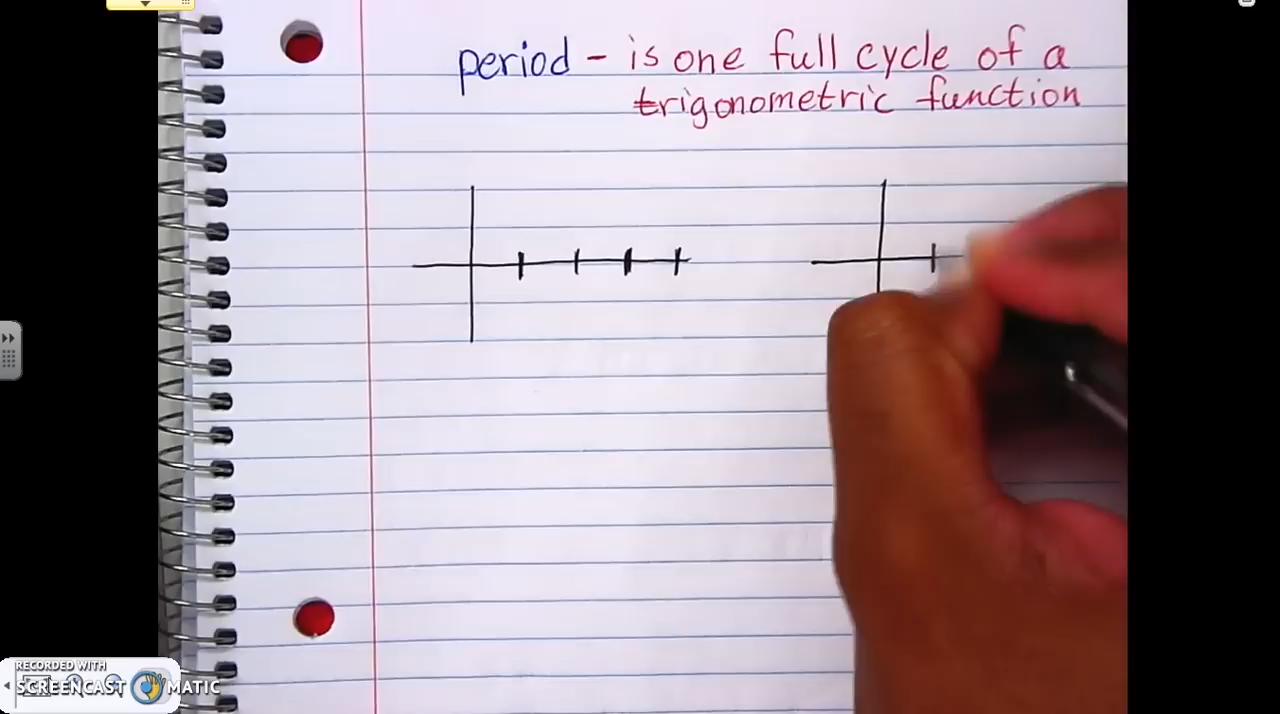 period - is one full cycle of a
trigonometric function
RECORDED WITH
SCREENCAST MATIC